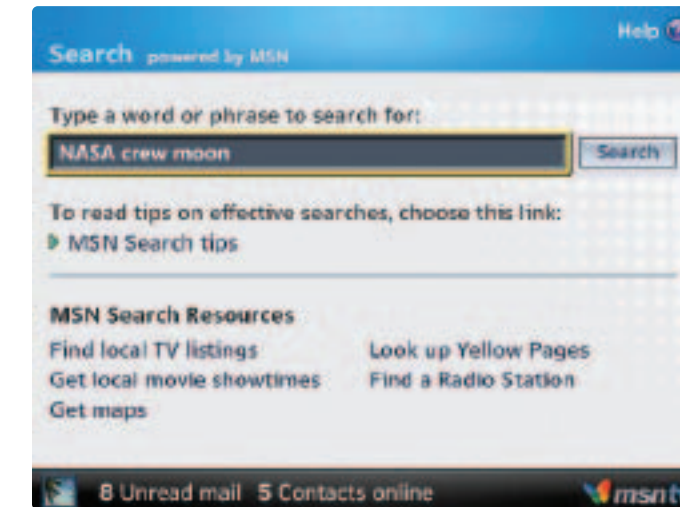 Help
Search powered by MSN
Type a word or phrase to search for:
NASA crew moon
Search
To read tips on effective searches, choose this link:
MSN Search tips
MSN Search Resources
Find local TV listings
Look up Yellow Pages
Get local movie showtimes
Find a Radio Station
Get maps
8 Unread mail 5 Contacts online
msnt